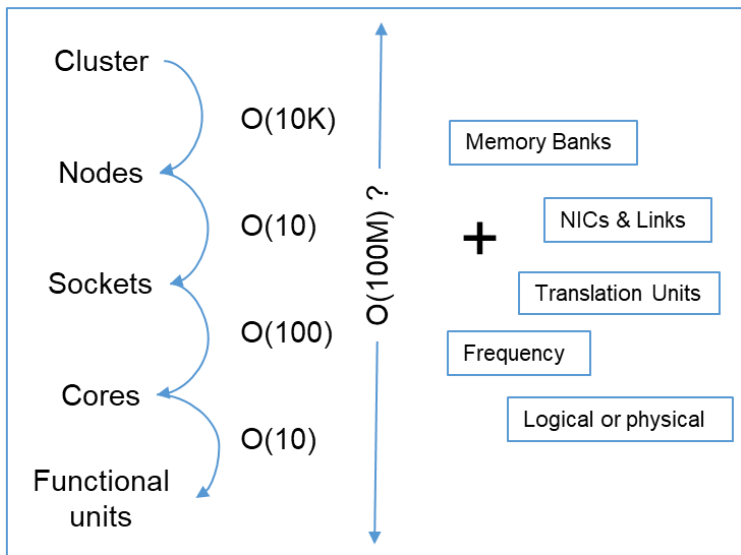 Cluster
O(10K)
Nodes
O(10)
Sockets
O(100)
Cores
O(10)
Functional
units
O(100M) ?
+
Memory Banks
NICs & Links
Translation Units
Frequency
Logical or physical